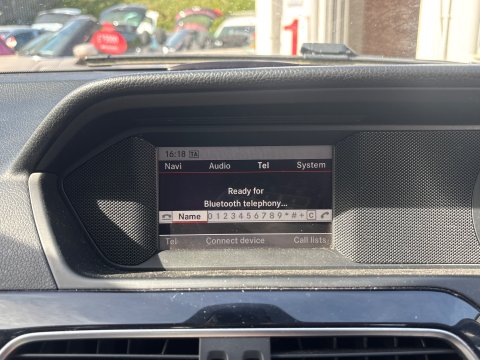 16:18 TA
Navi Audio Tel System
Ready for
Bluetooth telephony...
Name 0 1 2 3 4 5 6 7 8 9 * # + C
Tel Connect device Call lists
1